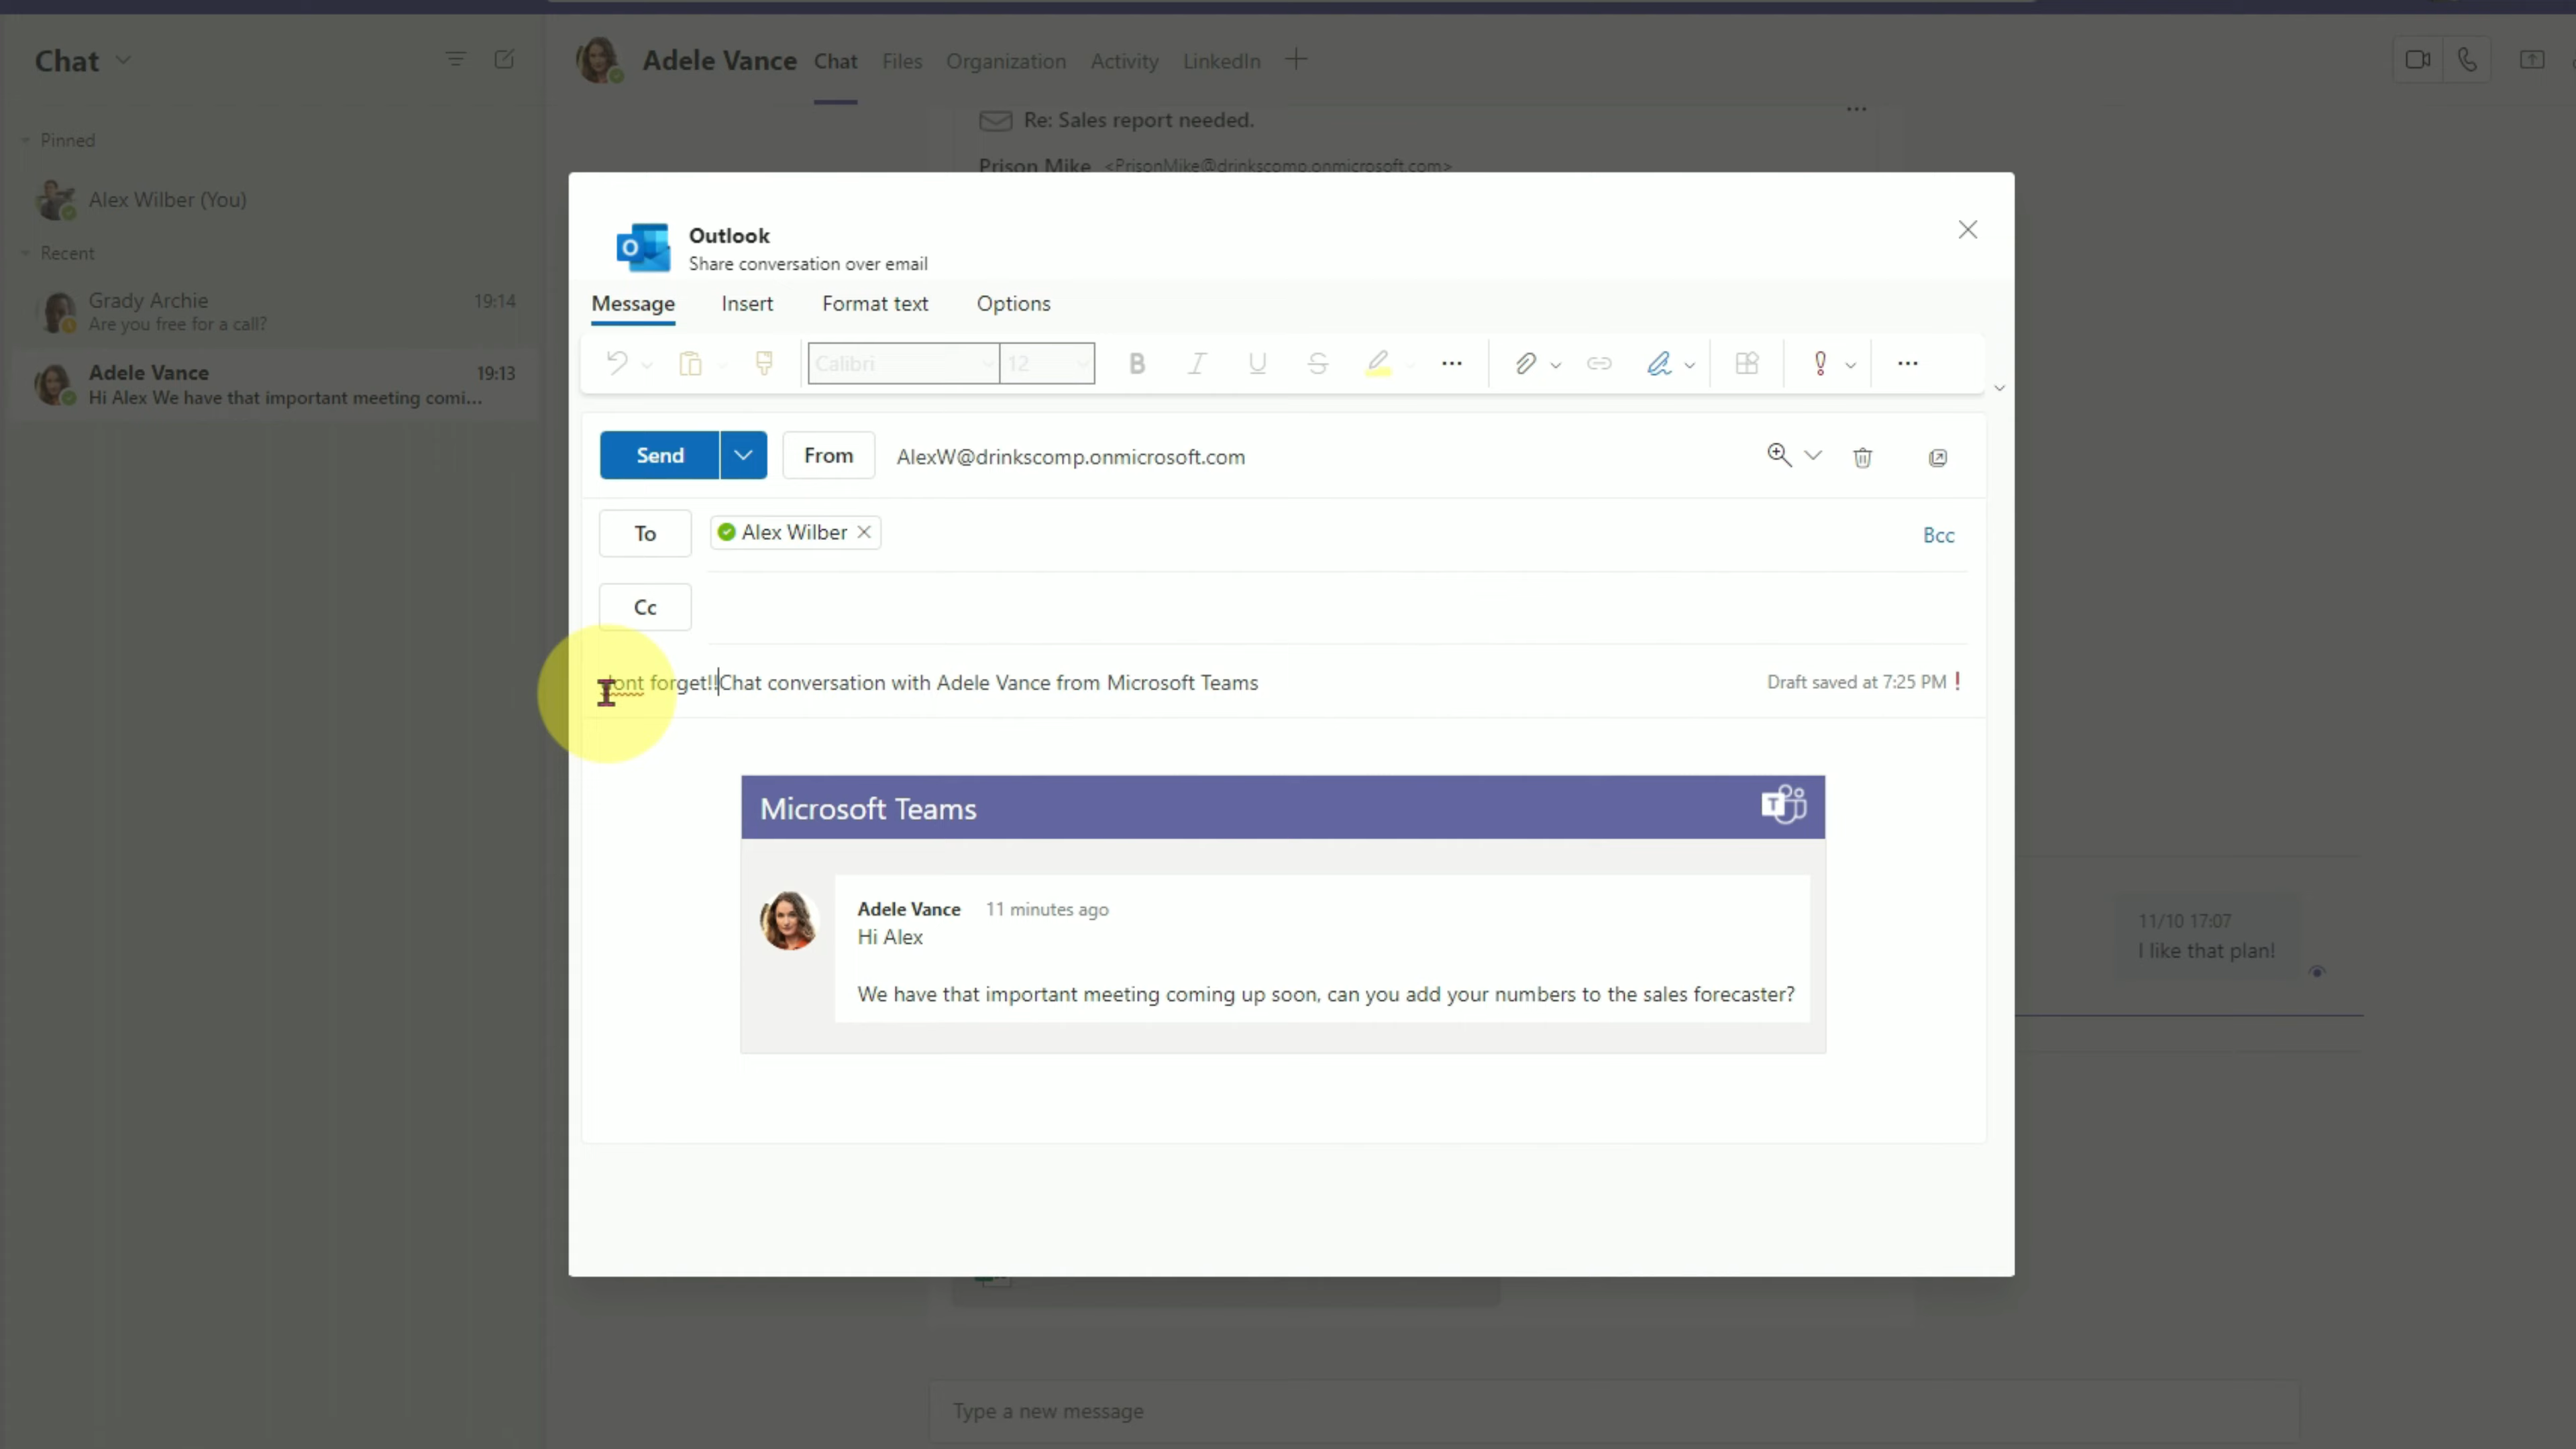 Chat
Adele Vance Chat Files Organization Activity LinkedIn
Pinned
Alex Wilber (You)
Recent
Grady Archie 19:14
Are you free for a call?
Adele Vance 19:13
Hi Alex We have that important meeting comi...
Re: Sales report needed.
Prison Mike <PrisonMike@drinkscomp.onmicrosoft.com>
Outlook
Share conversation over email
Message Insert Format text Options
Calibri 12
Send From AlexW@drinkscomp.onmicrosoft.com
To Alex Wilber Bcc
Cc
dont forget!!Chat conversation with Adele Vance from Microsoft Teams Draft saved at 7:25 PM !
Microsoft Teams
Adele Vance 11 minutes ago
Hi Alex
We have that important meeting coming up soon, can you add your numbers to the sales forecaster?
11/10 17:07
I like that plan!
Type a new message